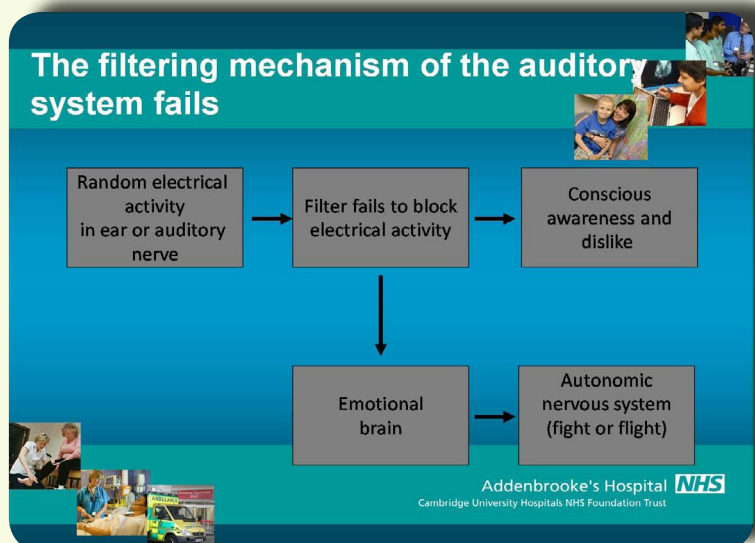 The filtering mechanism of the auditory
system fails
Random electrical
activity
in ear or auditory
nerve
Filter fails to block
electrical activity
Conscious
awareness and
dislike
Emotional
brain
Autonomic
nervous system
(fight or flight)
AMBULANCE
Addenbrooke's Hospital NHS
Cambridge University Hospitals NHS Foundation Trust